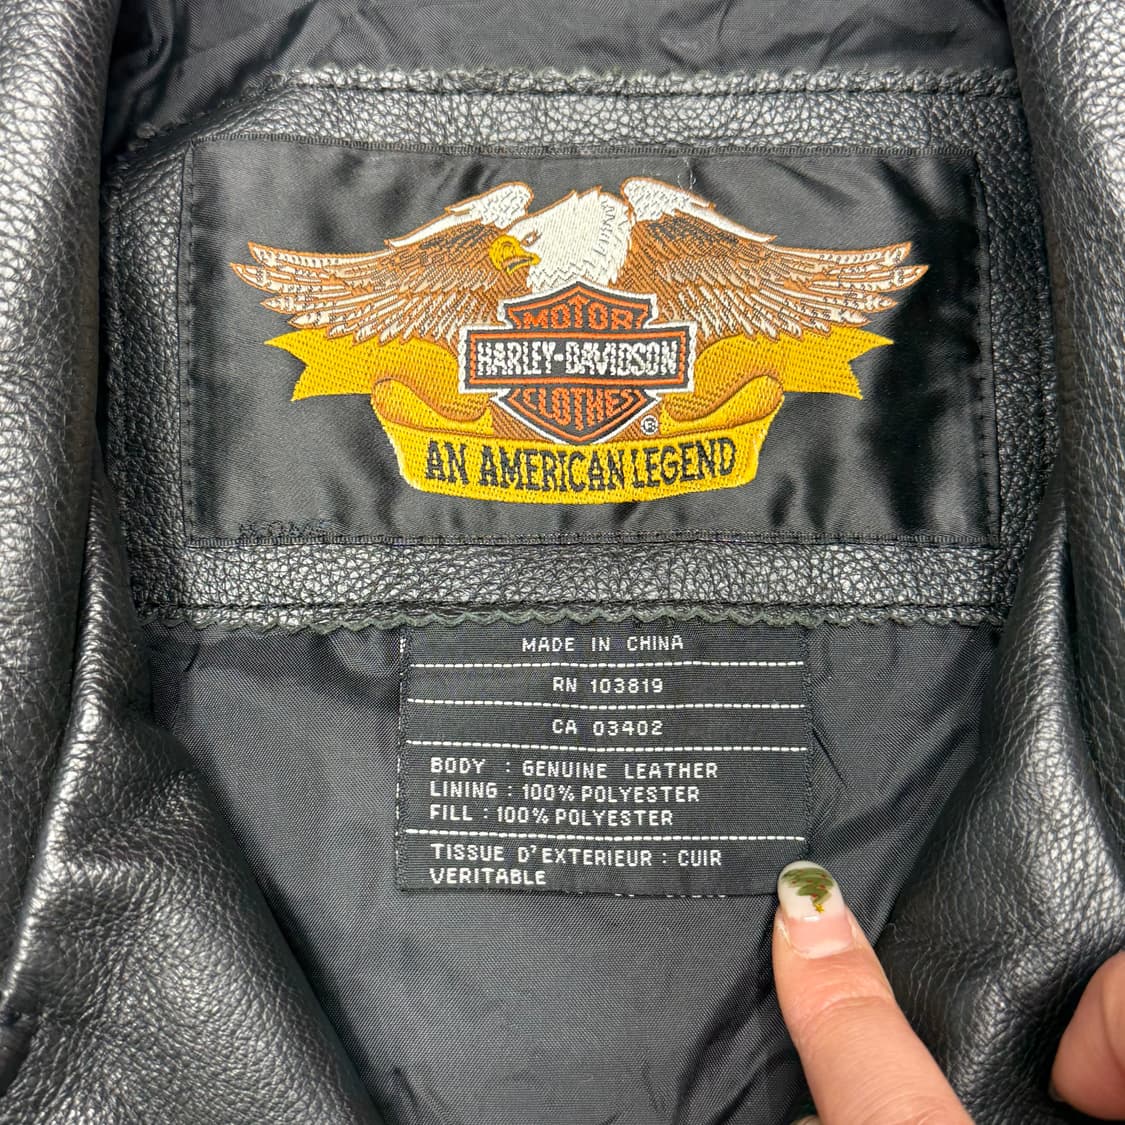 MOTOR
HARLEY-DAVIDSON
CLOTHES
®
AN AMERICAN LEGEND
MADE IN CHINA
RN 103819
CA 03402
BODY : GENUINE LEATHER
LINING : 100% POLYESTER
FILL : 100% POLYESTER
TISSUE D'EXTERIEUR : CUIR
VERITABLE